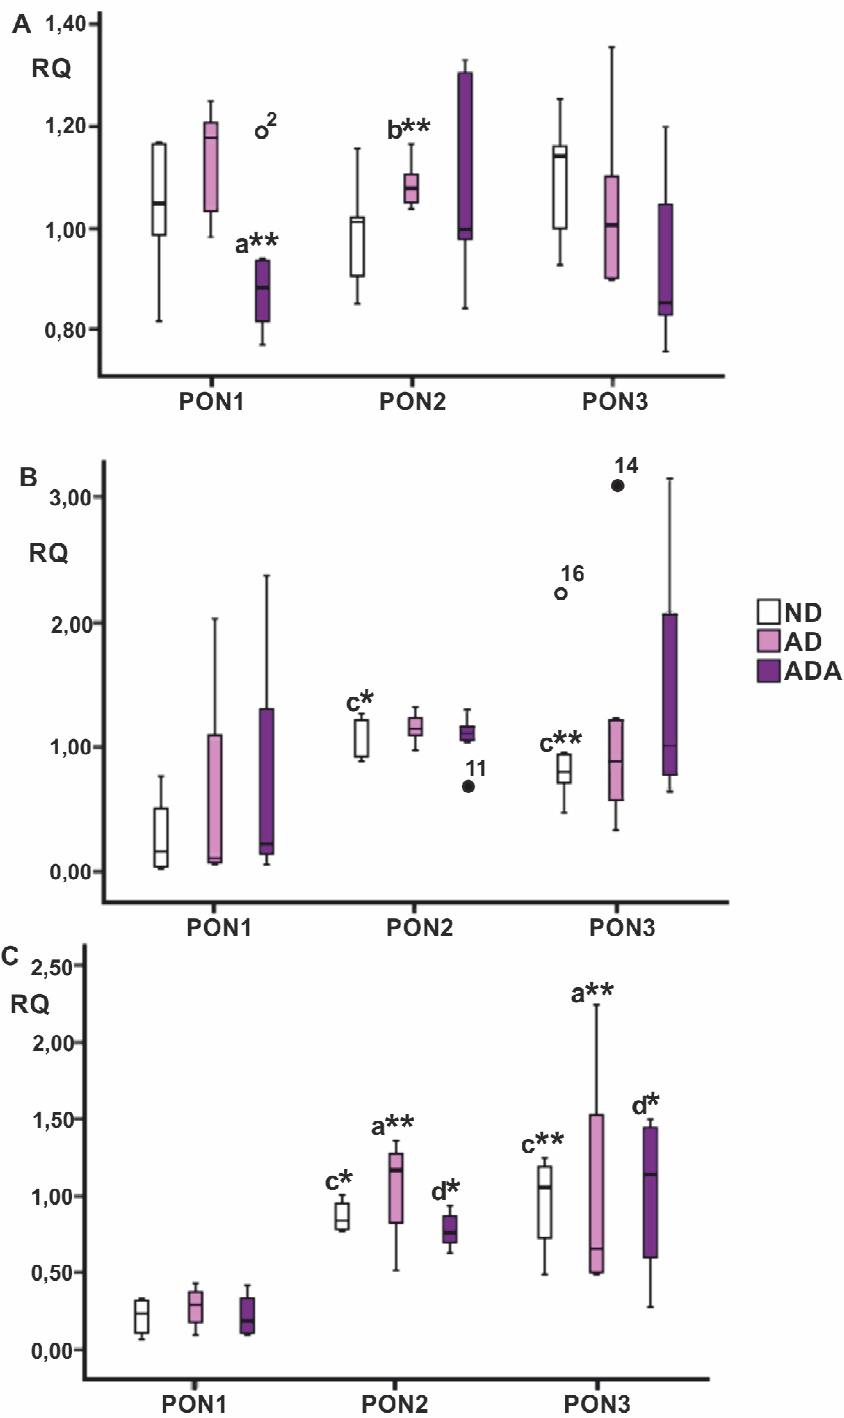 A
1,40
RQ
1,20
1,00
0,80
2
a**
b**
PON1 PON2 PON3
B
3,00
RQ
2,00
1,00
0,00
14
16
c*
11
c**
ND
AD
ADA
PON1 PON2 PON3
C
2,50
RQ
2,00
1,50
1,00
0,50
0,00
a**
d*
c**
a**
c*
d*
PON1 PON2 PON3